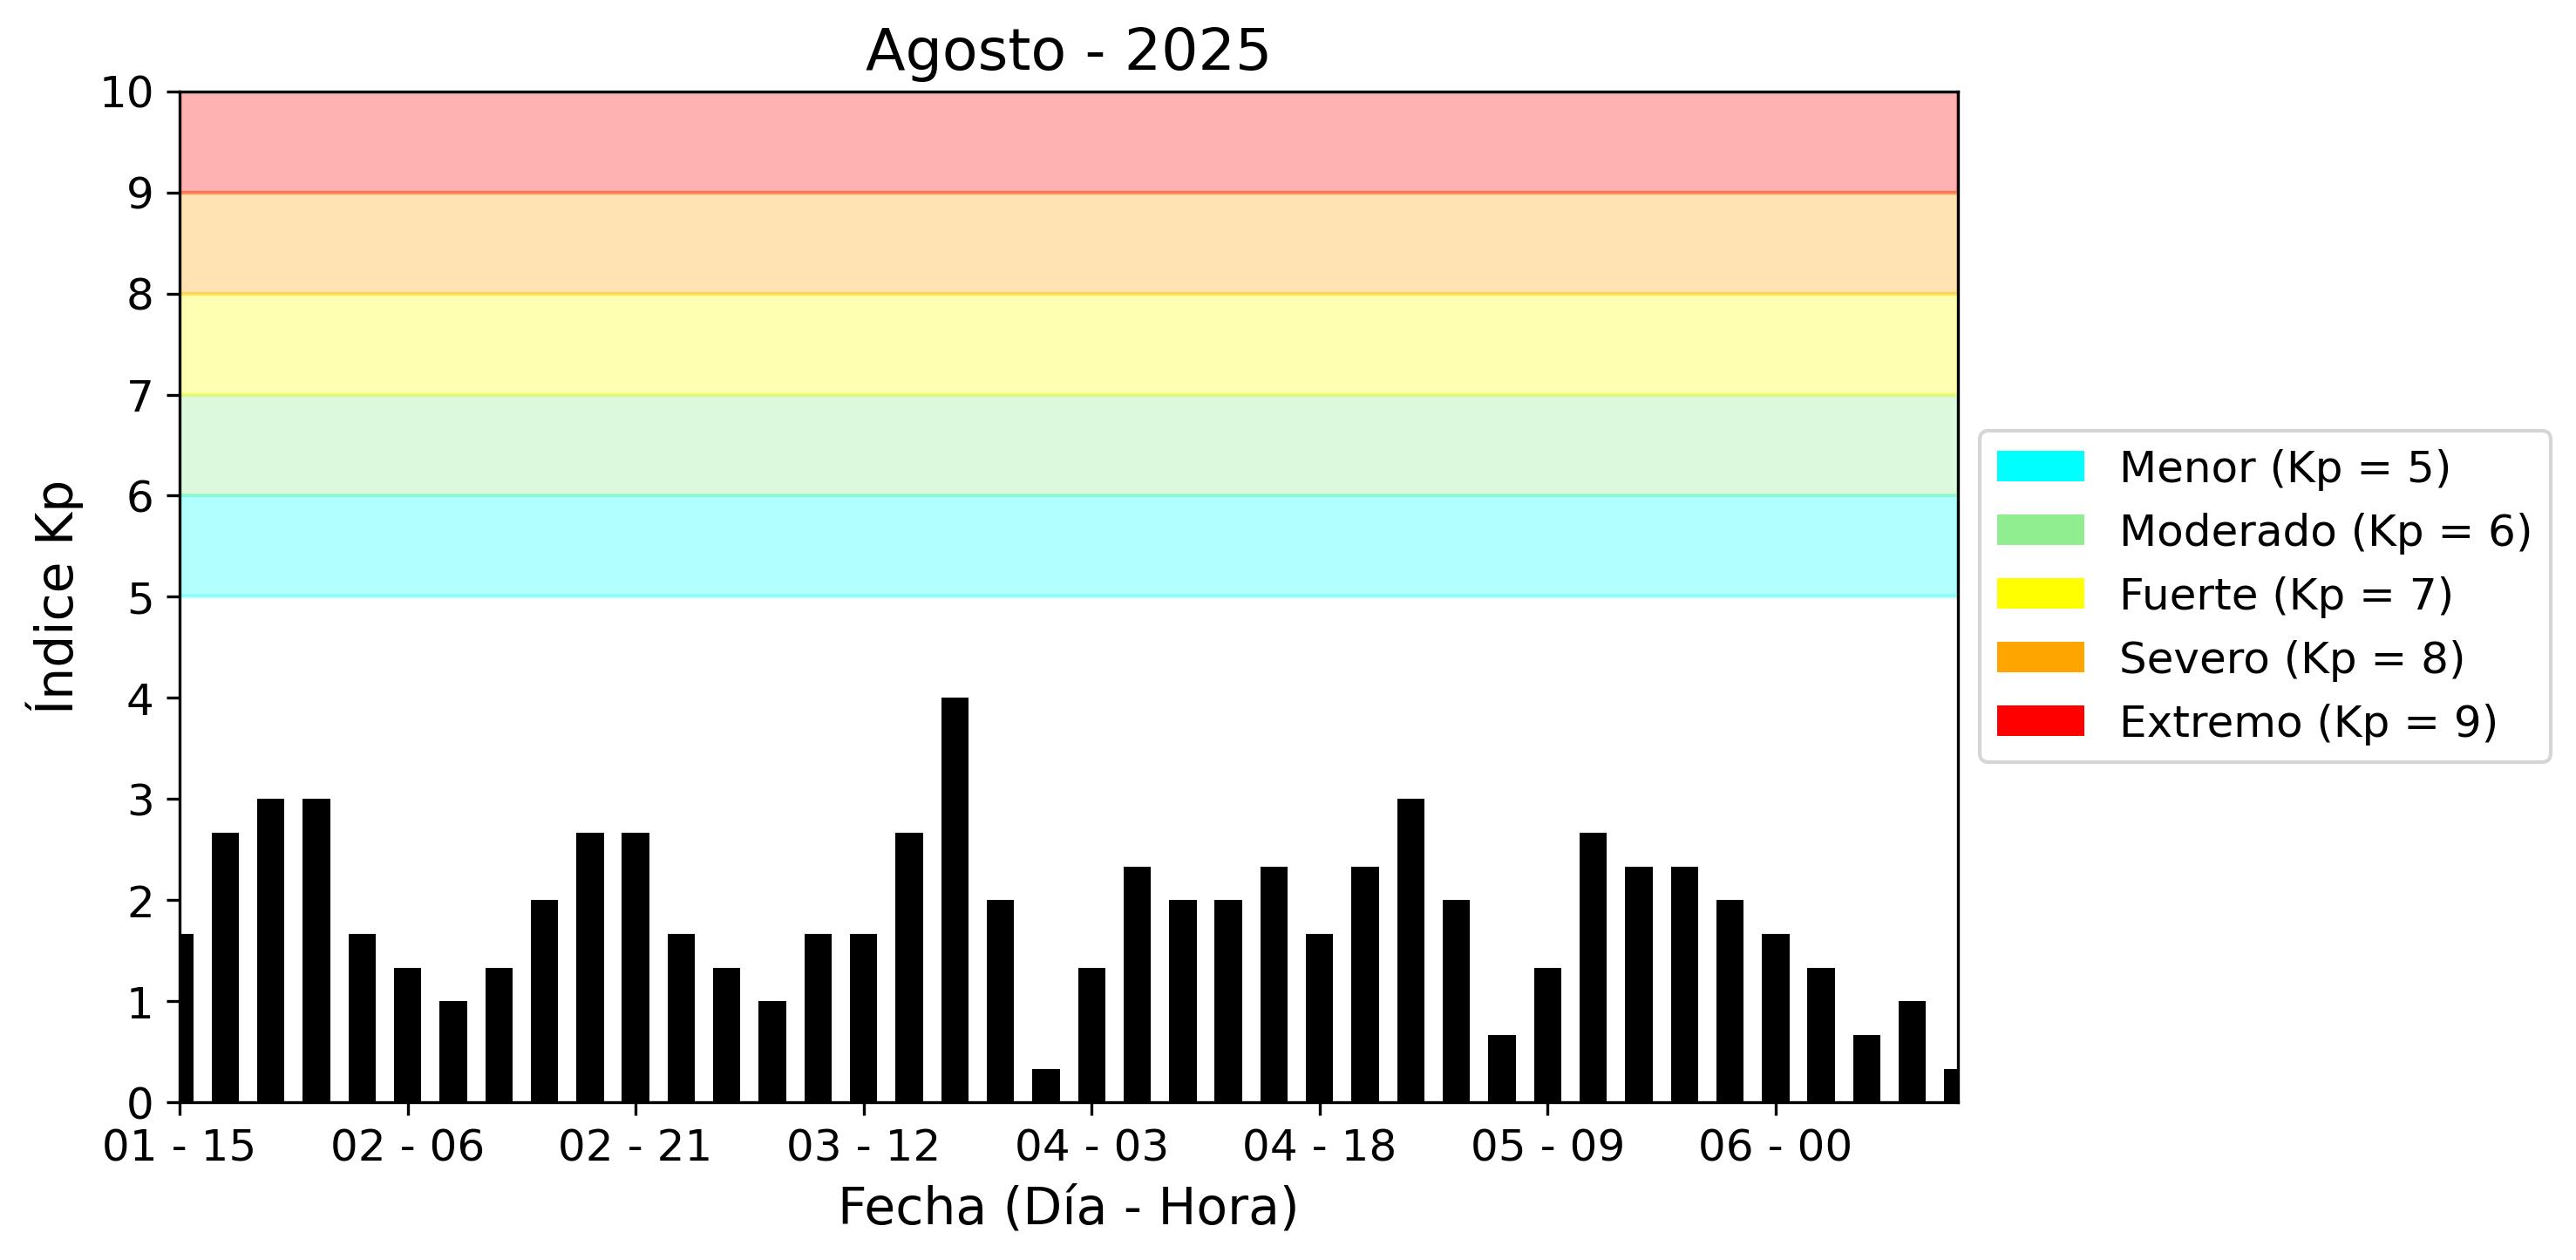 Agosto - 2025
10
9
8
7
6
5
4
3
2
1
0
Índice Kp
01 - 15
02 - 06
02 - 21
03 - 12
04 - 03
04 - 18
05 - 09
06 - 00
Fecha (Día - Hora)
Menor (Kp = 5)
Moderado (Kp = 6)
Fuerte (Kp = 7)
Severo (Kp = 8)
Extremo (Kp = 9)